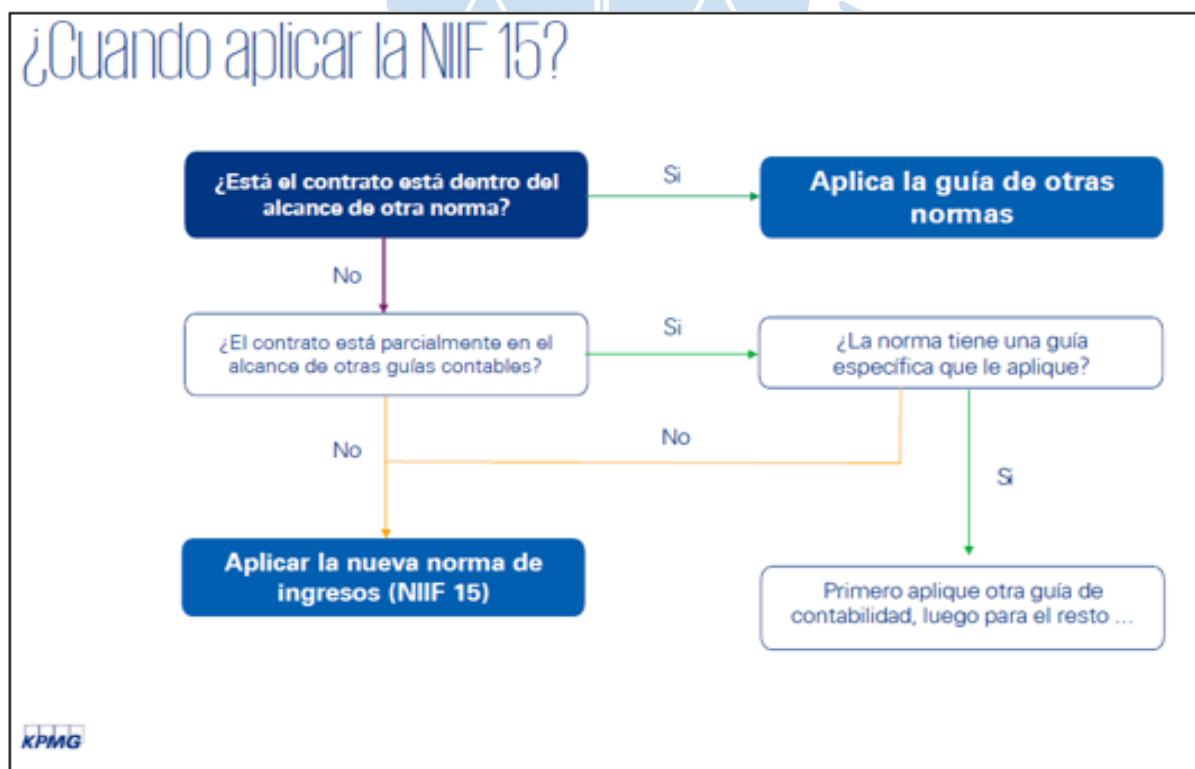 ¿Cuando aplicar la NIIF 15?
¿Está el contrato está dentro del
alcance de otra norma?
Si
Aplica la guía de otras
normas
No
¿El contrato está parcialmente en el
alcance de otras guías contables?
Si
¿La norma tiene una guía
específica que le aplique?
No
No
Si
Aplicar la nueva norma de
ingresos (NIIF 15)
Primero aplique otra guía de
contabilidad, luego para el resto ...
KPMG